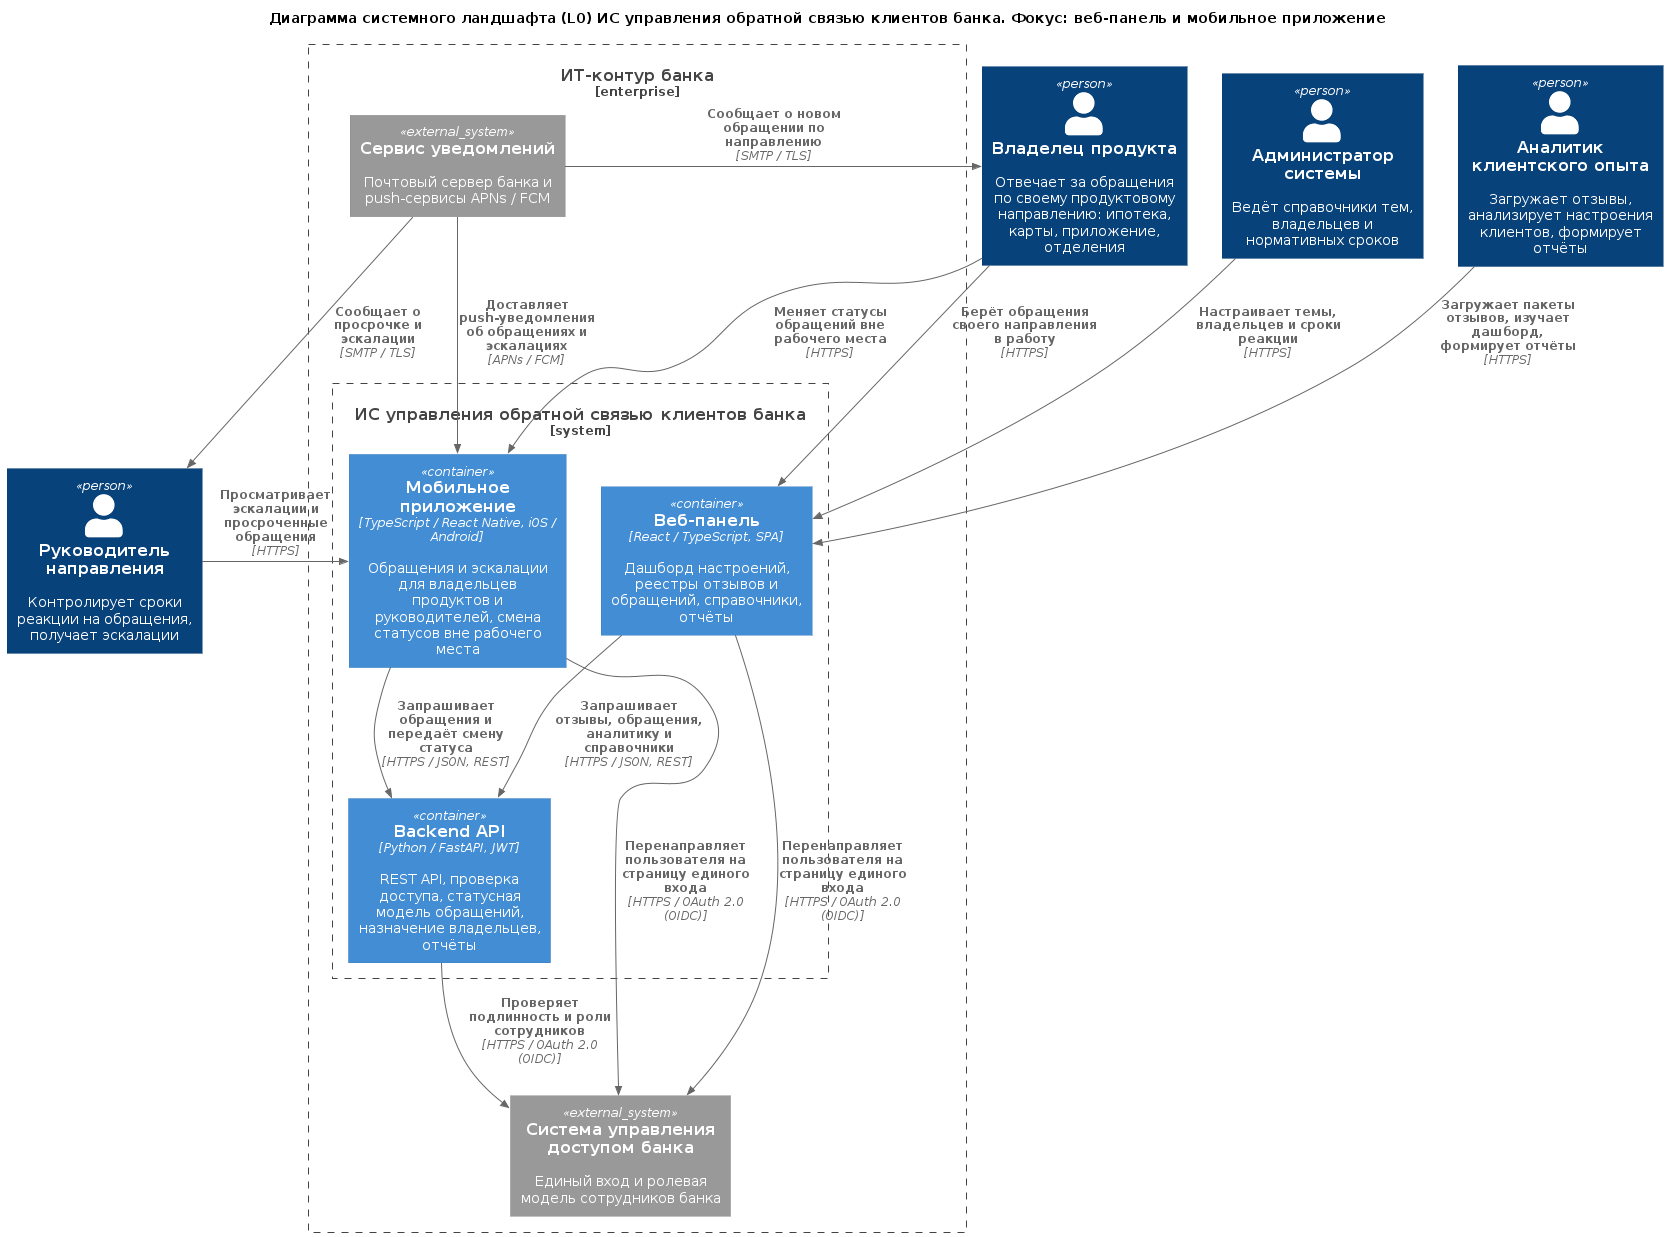 Диаграмма системного ландшафта (L0) ИС управления обратной связью клиентов банка. Фокус: веб-панель и мобильное приложение
ИТ-контур банка
[enterprise]
«external_system»
Сервис уведомлений
Почтовый сервер банка и
push-сервисы APNs / FCM
Сообщает о новом
обращении по
направлению
[SMTP / TLS]
«person»
Владелец продукта
Отвечает за обращения
по своему продуктовому
направлению: ипотека,
карты, приложение,
отделения
«person»
Администратор
системы
Ведёт справочники тем,
владельцев и
нормативных сроков
«person»
Аналитик
клиентского опыта
Загружает отзывы,
анализирует настроения
клиентов, формирует
отчёты
Сообщает о
просрочке и
эскалации
[SMTP / TLS]
Доставляет
push-уведомления
об обращениях и
эскалациях
[APNs / FCM]
Меняет статусы
обращений вне
рабочего места
[HTTPS]
Берёт обращения
своего направления
в работу
[HTTPS]
Настраивает темы,
владельцев и сроки
реакции
[HTTPS]
Загружает пакеты
отзывов, изучает
дашборд,
формирует отчёты
[HTTPS]
ИС управления обратной связью клиентов банка
[system]
«person»
Руководитель
направления
Контролирует сроки
реакции на обращения,
получает эскалации
Просматривает
эскалации и
просроченные
обращения
[HTTPS]
«container»
Мобильное
приложение
[TypeScript / React Native, iOS /
Android]
Обращения и эскалации
для владельцев
продуктов и
руководителей, смена
статусов вне рабочего
места
«container»
Веб-панель
[React / TypeScript, SPA]
Дашборд настроений,
реестры отзывов и
обращений, справочники,
отчёты
Запрашивает
обращения и
передаёт смену
статуса
[HTTPS / JSON, REST]
Запрашивает
отзывы, обращения,
аналитику и
справочники
[HTTPS / JSON, REST]
«container»
Backend API
[Python / FastAPI, JWT]
REST API, проверка
доступа, статусная
модель обращений,
назначение владельцев,
отчёты
Перенаправляет
пользователя на
страницу единого
входа
[HTTPS / OAuth 2.0
(OIDC)]
Перенаправляет
пользователя на
страницу единого
входа
[HTTPS / OAuth 2.0
(OIDC)]
Проверяет
подлинность и роли
сотрудников
[HTTPS / OAuth 2.0
(OIDC)]
«external_system»
Система управления
доступом банка
Единый вход и ролевая
модель сотрудников банка